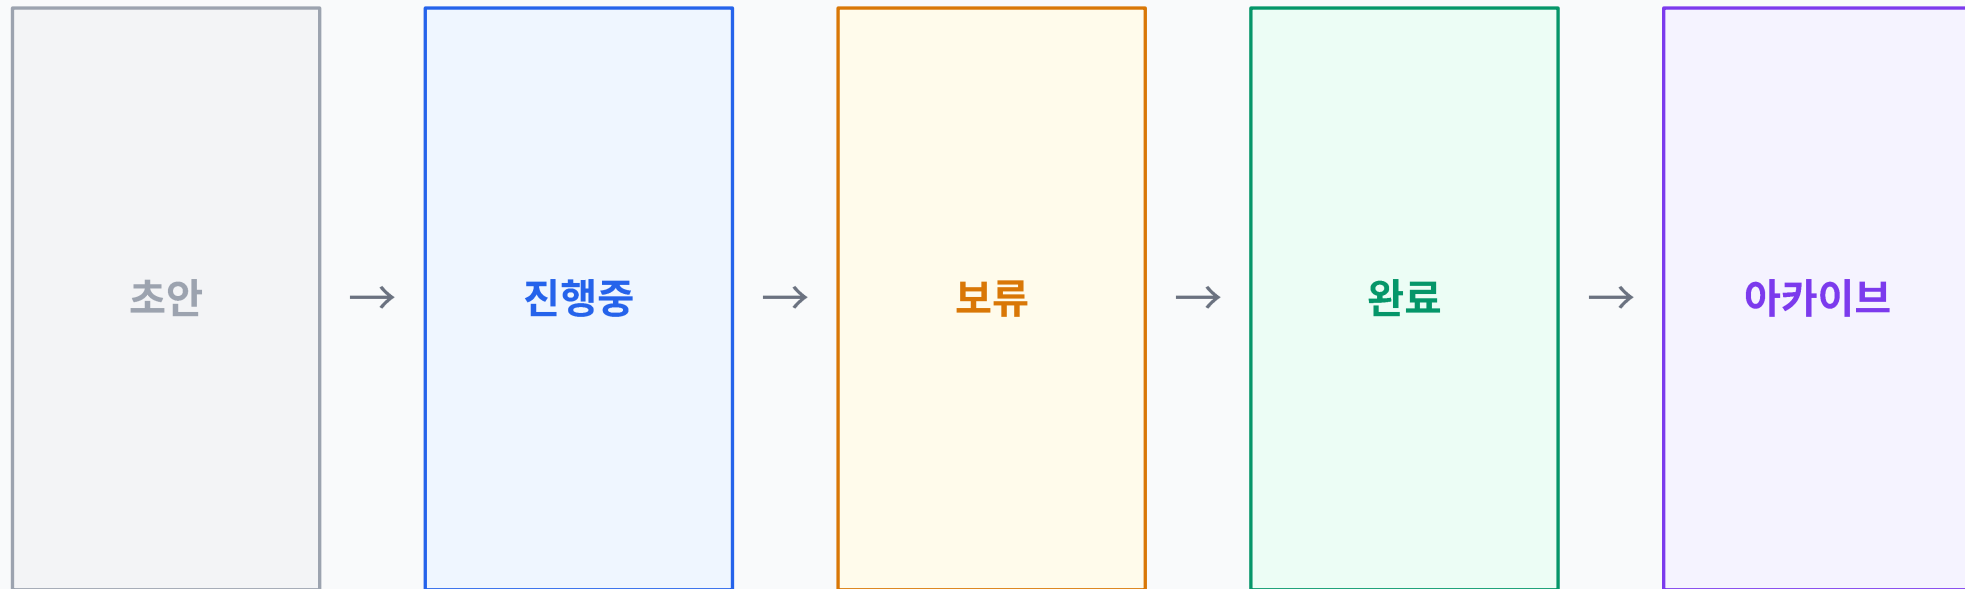 초안 → 진행중 → 보류 → 완료 → 아카이브